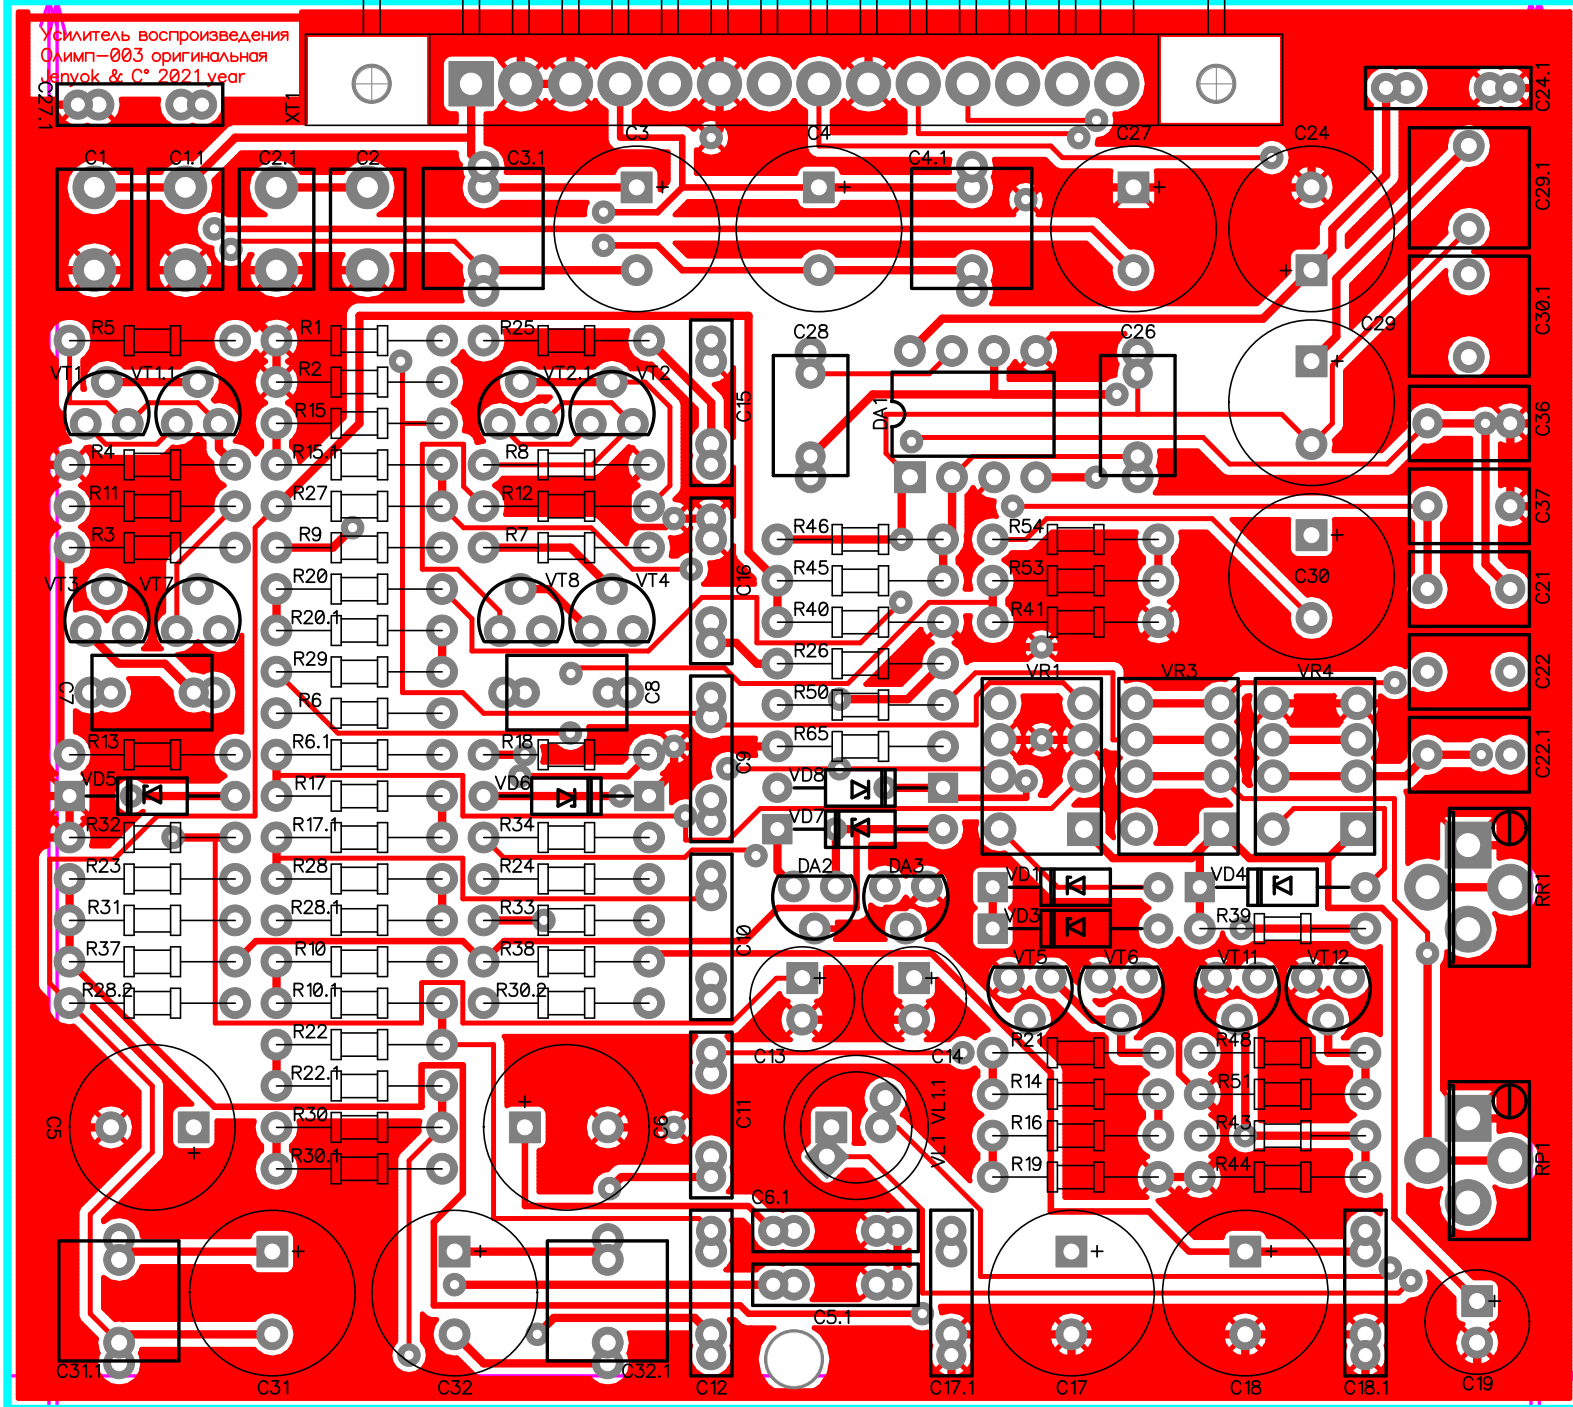 Усилитель воспроизведения
Олимп-003 оригинальная
Jenyok & C° 2021 year
C27.1
XT1
C24.1
C1
C1.1
C2.1
C2
C3.1
C3
C4
C4.1
C27
C24
C29.1
R5
R1
R25
C28
C26
C29
C30.1
VT1
VT1.1
R2
VT2.1
VT2
R15
C15
DA1
C36
R4
R15.1
R8
R11
R27
R12
C37
R3
R9
R7
R46
R54
VT3
VT7
R20
VT8
VT4
C16
R45
R53
C30
C21
R20.1
R40
R41
R29
R26
C7
R6
C8
R50
VR1
VR3
VR4
C22
R13
R6.1
R18
C9
R65
C22.1
VD5
R17
VD6
VD8
R32
R17.1
R34
VD7
R23
R28
R24
DA2
DA3
VD1
VD4
RR1
R31
R28.1
R33
C10
VD3
R39
R37
R10
R38
VT5
VT6
VT11
VT12
R28.2
R10.1
R30.2
R22
C13
C14
R21
R48
R22.1
R14
R51
C5
R30
C6
C11
VL1 VL1.1
R16
R43
R30.1
R19
R44
RP1
C6.1
C5.1
C31.1
C31
C32
C32.1
C12
C17.1
C17
C18
C18.1
C19